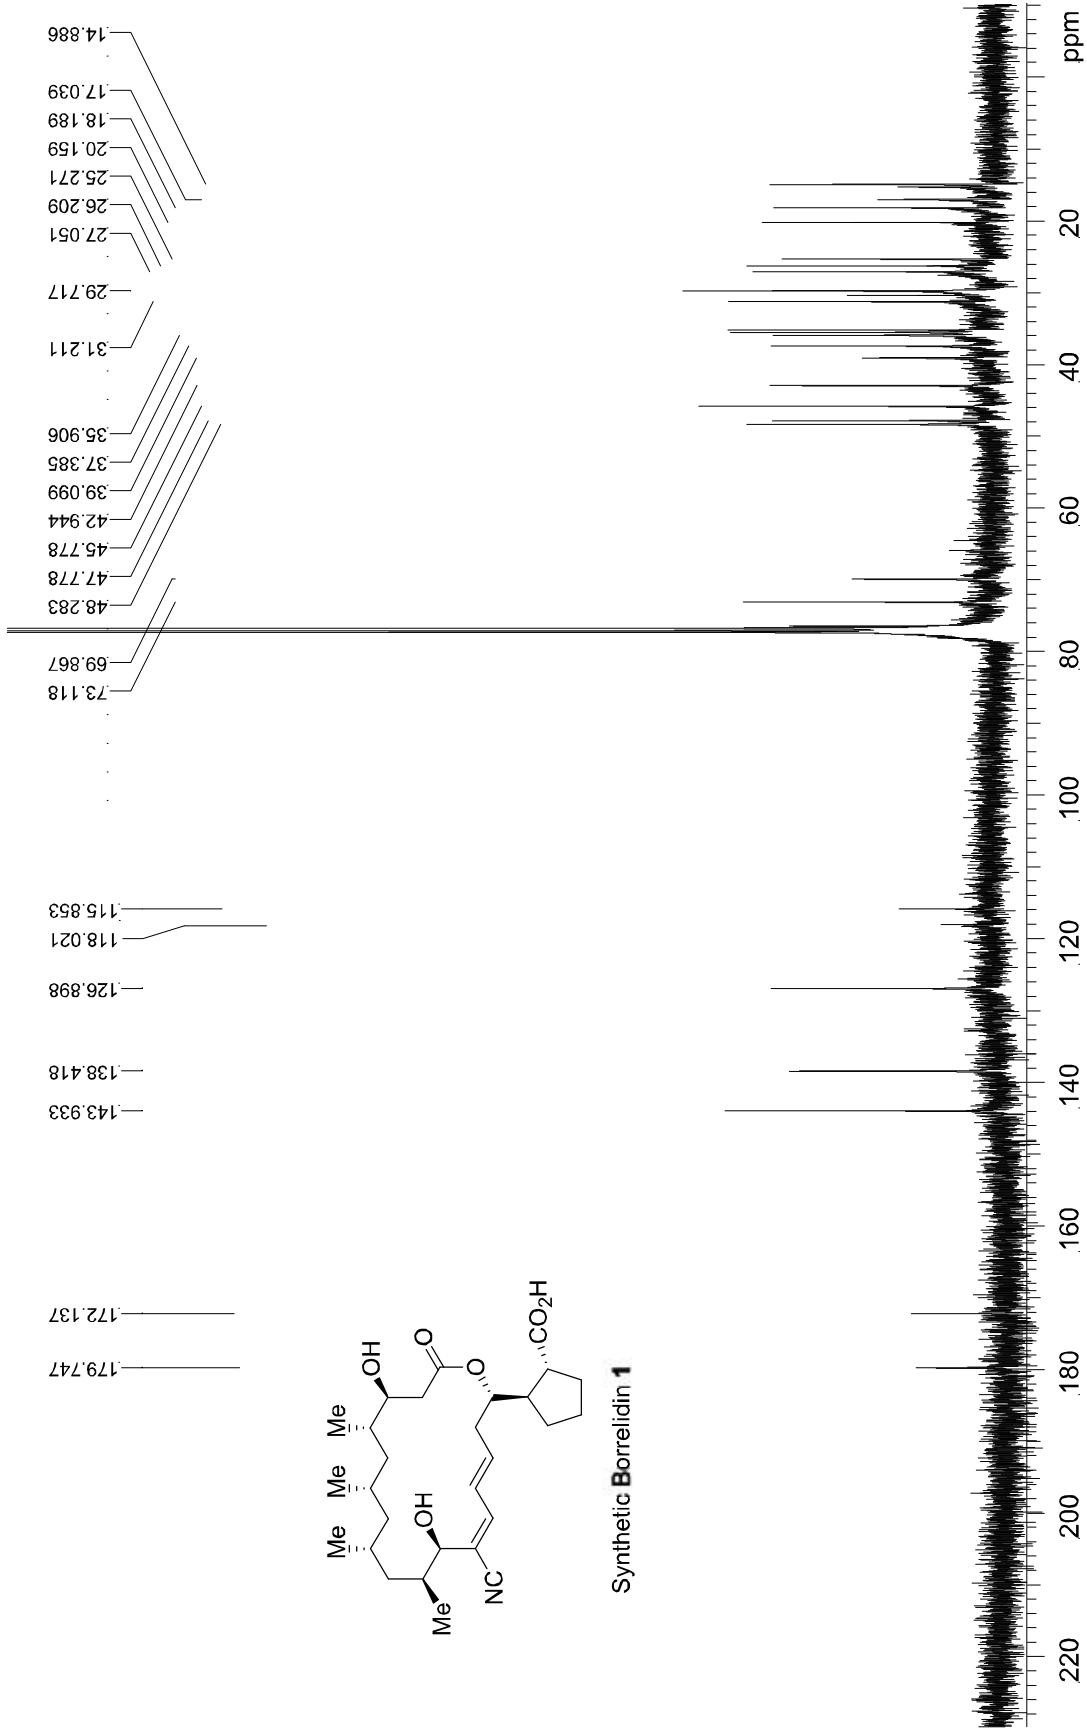 179.747
172.137
143.933
138.418
126.898
118.021
115.853
73.118
69.867
48.283
47.778
45.778
42.944
39.099
37.385
35.906
31.211
29.717
27.051
26.209
25.271
20.159
18.189
17.039
14.886
Me
Me
Me
OH
O
OH
O
Me
NC
CO2H
Synthetic Borrelidin 1
220 200 180 160 140 120 100 80 60 40 20 ppm